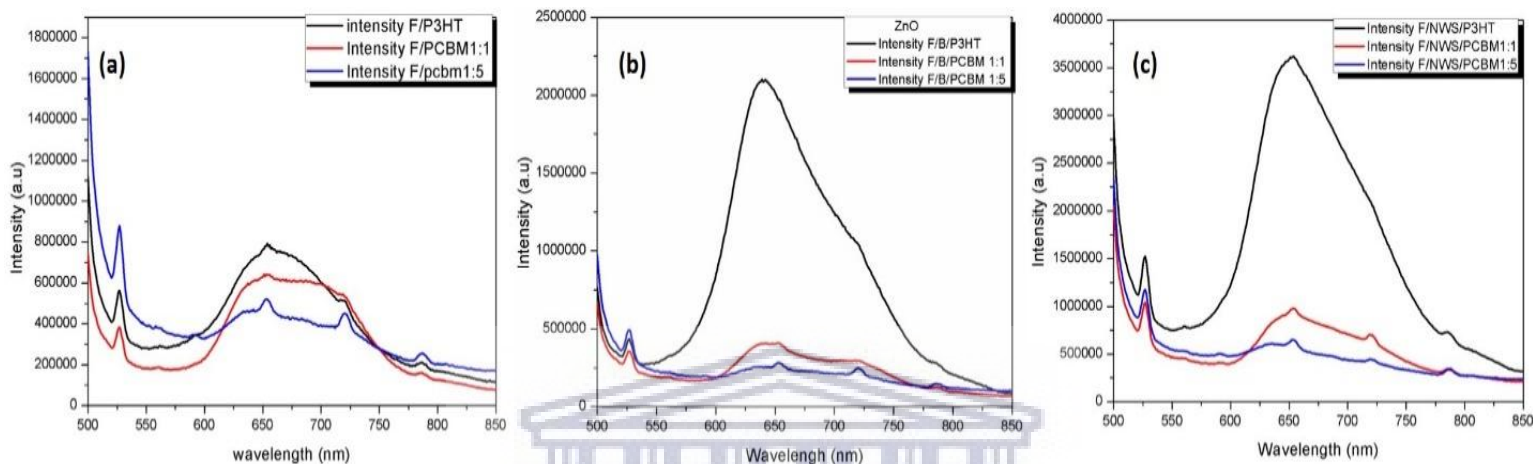 (a)
intensity F/P3HT
Intensity F/PCBM1:1
Intensity F/pcbm1:5
1800000
1600000
1400000
1200000
1000000
800000
600000
400000
200000
0
Intensity (a.u)
500 550 600 650 700 750 800 850
wavelength (nm)
(b)
ZnO
Intensity F/B/P3HT
Intensity F/B/PCBM 1:1
Intensity F/B/PCBM 1:5
2500000
2000000
1500000
1000000
500000
0
Intensity (a.u)
500 550 600 650 700 750 800 850
Wavelength (nm)
(c)
Intensity F/NWS/P3HT
Intensity F/NWS/PCBM1:1
Intensity F/NWS/PCBM1:5
4000000
3500000
3000000
2500000
2000000
1500000
1000000
500000
0
Intensity (a.u)
500 550 600 650 700 750 800 850
Wavelength (nm)